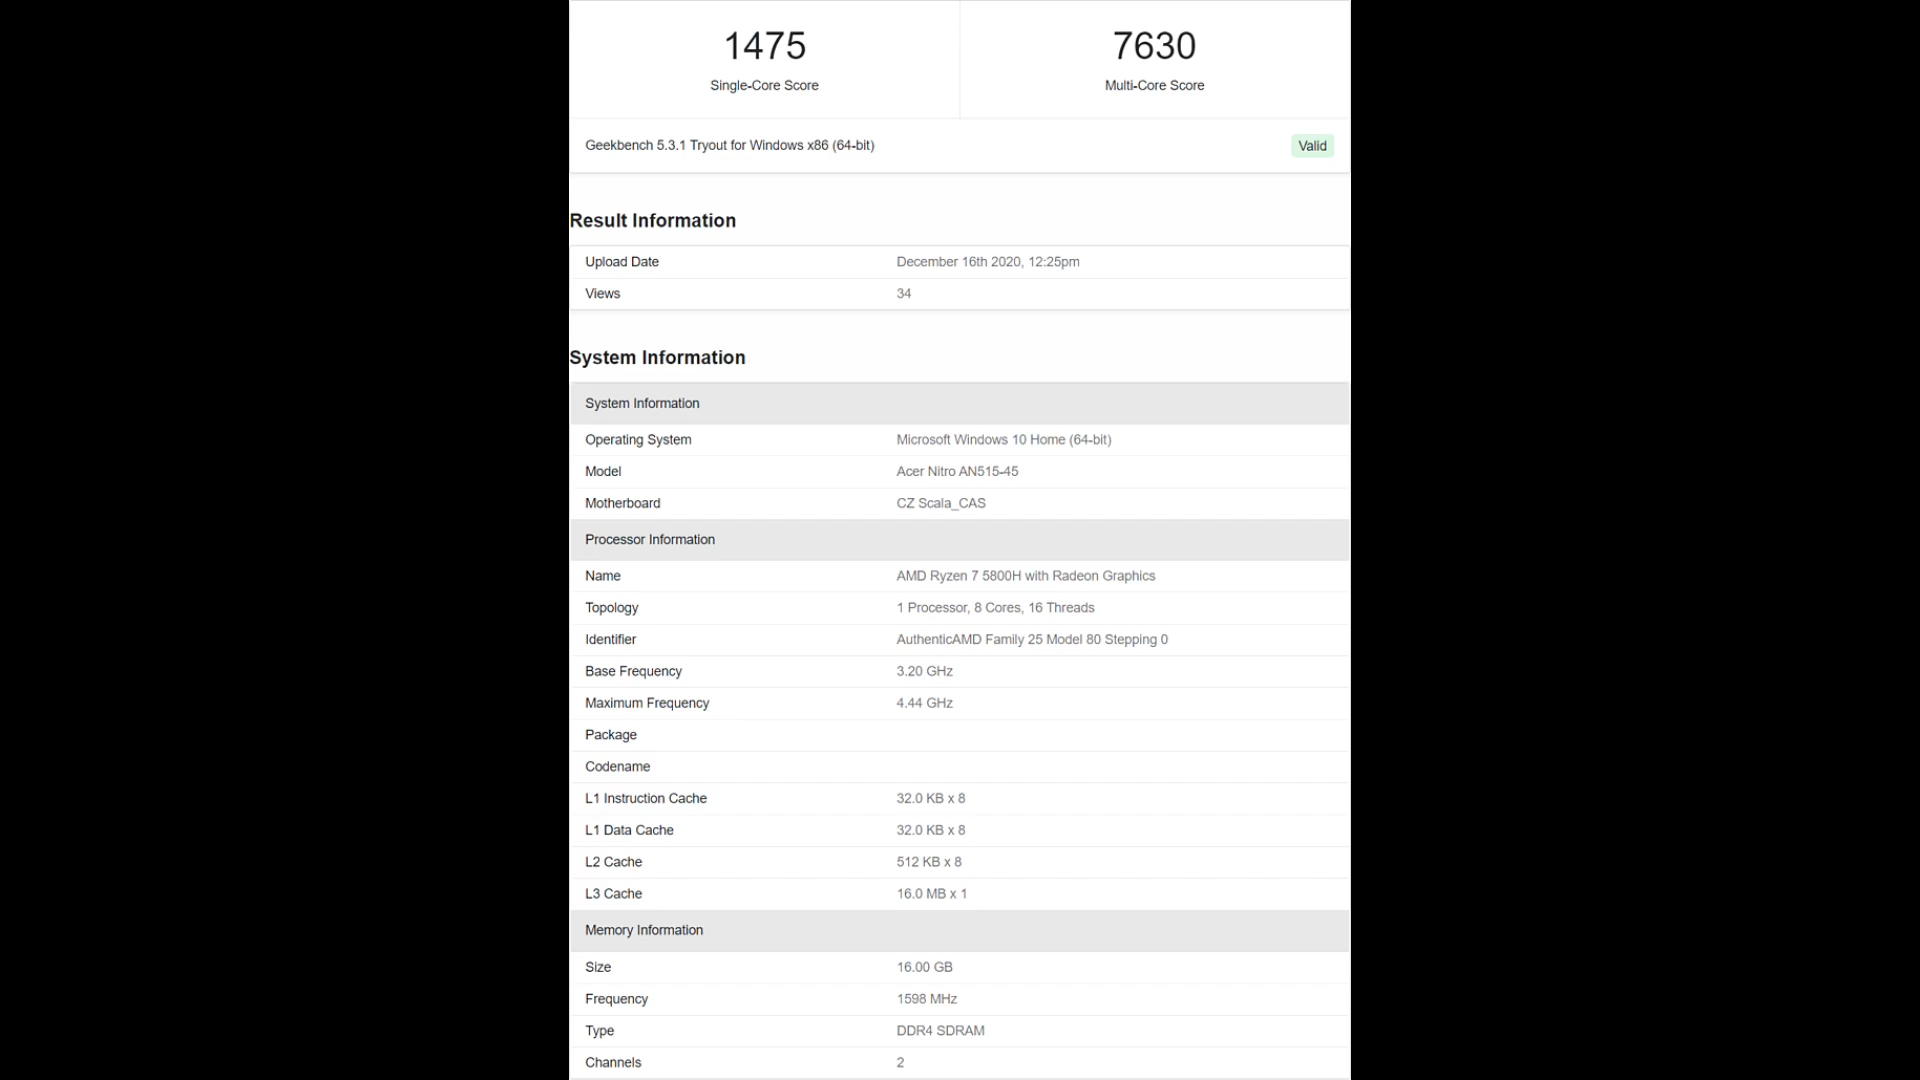 1475 7630
Single-Core Score Multi-Core Score
Geekbench 5.3.1 Tryout for Windows x86 (64-bit) Valid
Result Information
Upload Date December 16th 2020, 12:25pm
Views 34
System Information
System Information
Operating System Microsoft Windows 10 Home (64-bit)
Model Acer Nitro AN515-45
Motherboard CZ Scala_CAS
Processor Information
Name AMD Ryzen 7 5800H with Radeon Graphics
Topology 1 Processor, 8 Cores, 16 Threads
Identifier AuthenticAMD Family 25 Model 80 Stepping 0
Base Frequency 3.20 GHz
Maximum Frequency 4.44 GHz
Package
Codename
L1 Instruction Cache 32.0 KB x 8
L1 Data Cache 32.0 KB x 8
L2 Cache 512 KB x 8
L3 Cache 16.0 MB x 1
Memory Information
Size 16.00 GB
Frequency 1598 MHz
Type DDR4 SDRAM
Channels 2